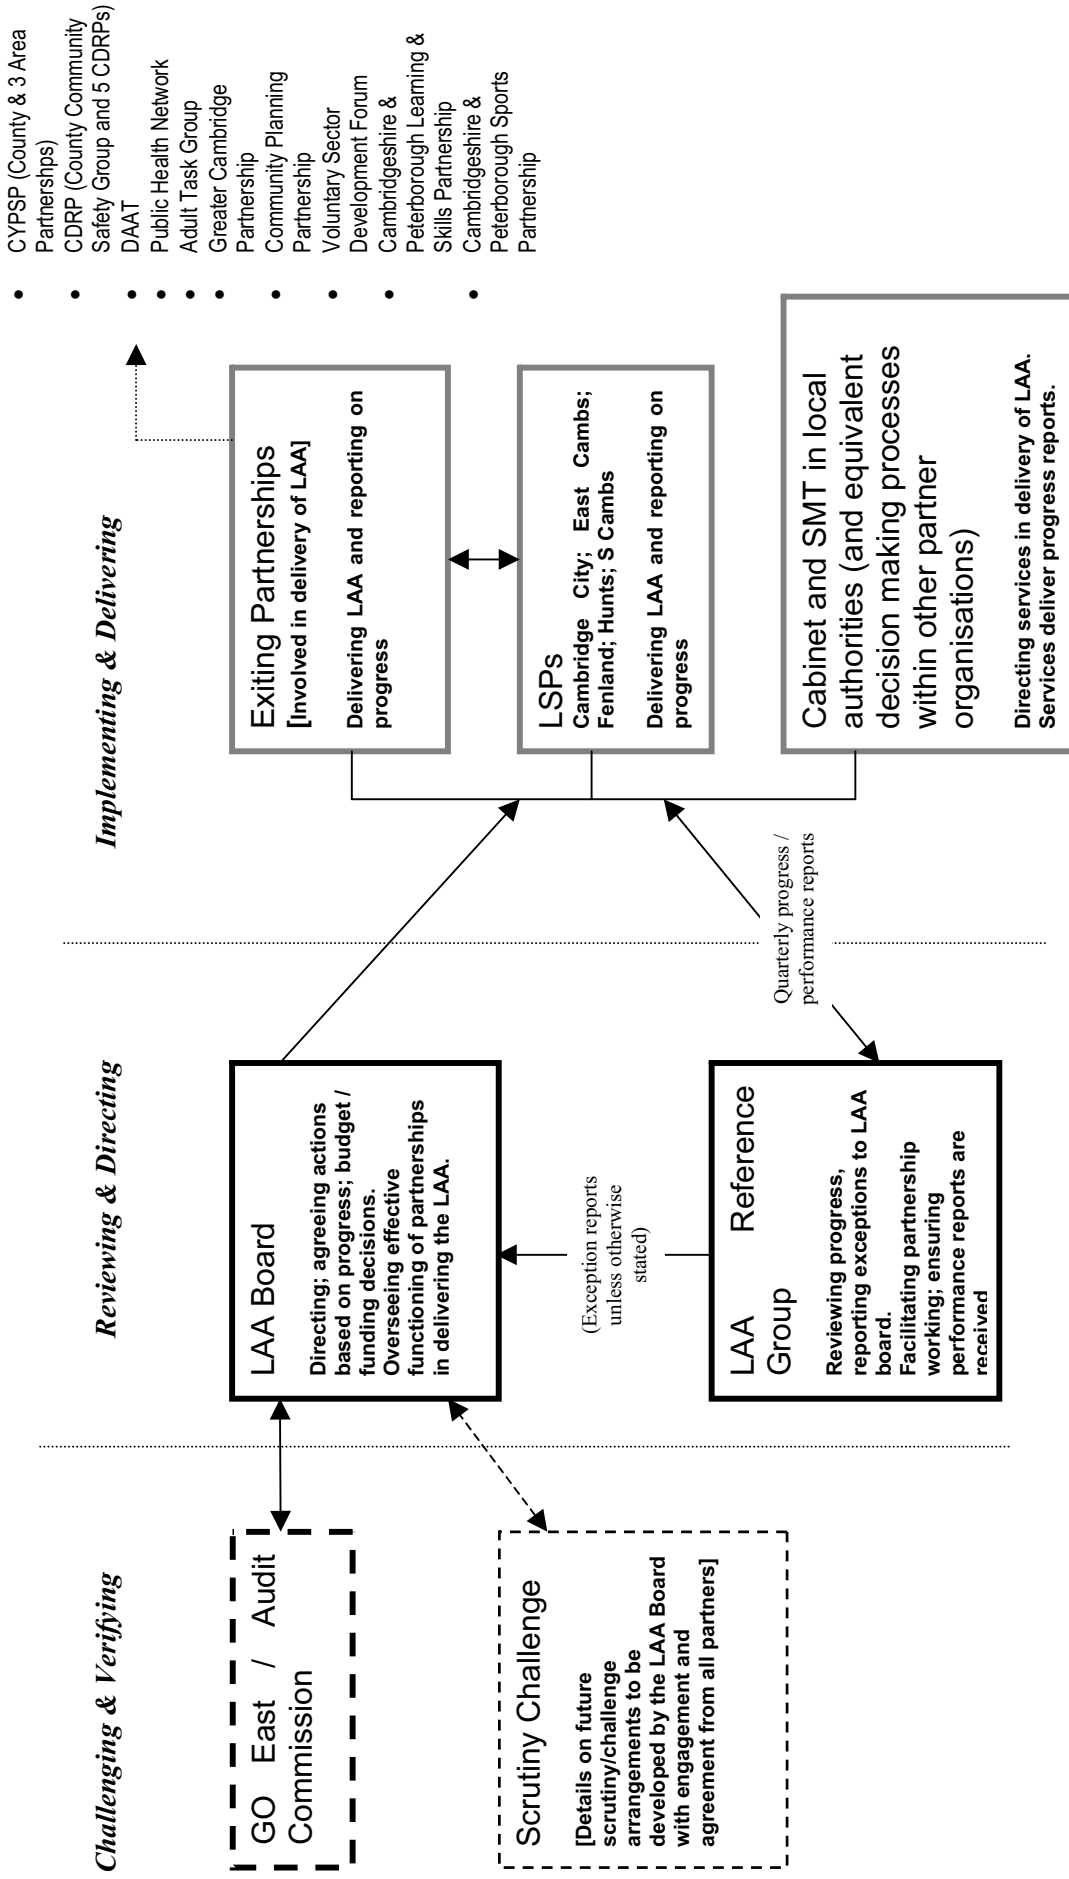 Challenging & Verifying
GO East / Audit
Commission
Scrutiny Challenge
[Details on future
scrutiny/challenge
arrangements to be
developed by the LAA Board
with engagement and
agreement from all partners]
Reviewing & Directing
LAA Board
Directing; agreeing actions
based on progress; budget /
funding decisions.
Overseeing effective
functioning of partnerships
in delivering the LAA.
(Exception reports
unless otherwise
stated)
LAA Reference
Group
Reviewing progress,
reporting exceptions to LAA
board.
Facilitating partnership
working; ensuring
performance reports are
received
Quarterly progress /
performance reports
Implementing & Delivering
Exiting Partnerships
[Involved in delivery of LAA]
Delivering LAA and reporting on
progress
LSPs
Cambridge City; East Cambs;
Fenland; Hunts; S Cambs
Delivering LAA and reporting on
progress
Cabinet and SMT in local
authorities (and equivalent
decision making processes
within other partner
organisations)
Directing services in delivery of LAA.
Services deliver progress reports.
• CYPSP (County & 3 Area
Partnershps)
• CDRP (County Community
Safety Group and 5 CDRPs)
• DAAT
• Public Health Network
• Adult Task Group
• Greater Cambridge
Partnership
• Community Planning
Partnership
• Voluntary Sector
Development Forum
• Cambridgeshire &
Peterborough Learning &
Skills Partnership
• Cambridgeshire &
Peterborough Sports
Partnership